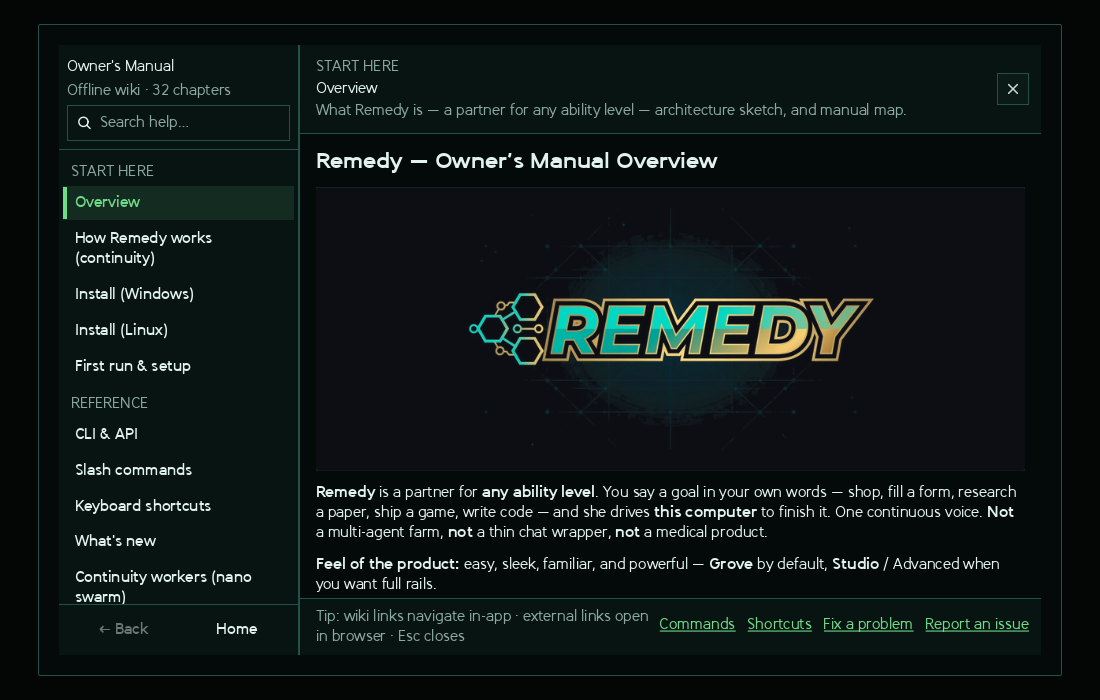 Owner's Manual
Offline wiki · 32 chapters
Search help...
START HERE
Overview
How Remedy works
(continuity)
Install (Windows)
Install (Linux)
First run & setup
REFERENCE
CLI & API
Slash commands
Keyboard shortcuts
What's new
Continuity workers (nano
swarm)
← Back
Home
START HERE
Overview
What Remedy is — a partner for any ability level — architecture sketch, and manual map.
Remedy — Owner's Manual Overview
REMEDY
Remedy is a partner for any ability level. You say a goal in your own words — shop, fill a form, research
a paper, ship a game, write code — and she drives this computer to finish it. One continuous voice. Not
a multi-agent farm, not a thin chat wrapper, not a medical product.
Feel of the product: easy, sleek, familiar, and powerful — Grove by default, Studio / Advanced when
you want full rails.
Tip: wiki links navigate in-app · external links open
in browser · Esc closes
Commands Shortcuts Fix a problem Report an issue